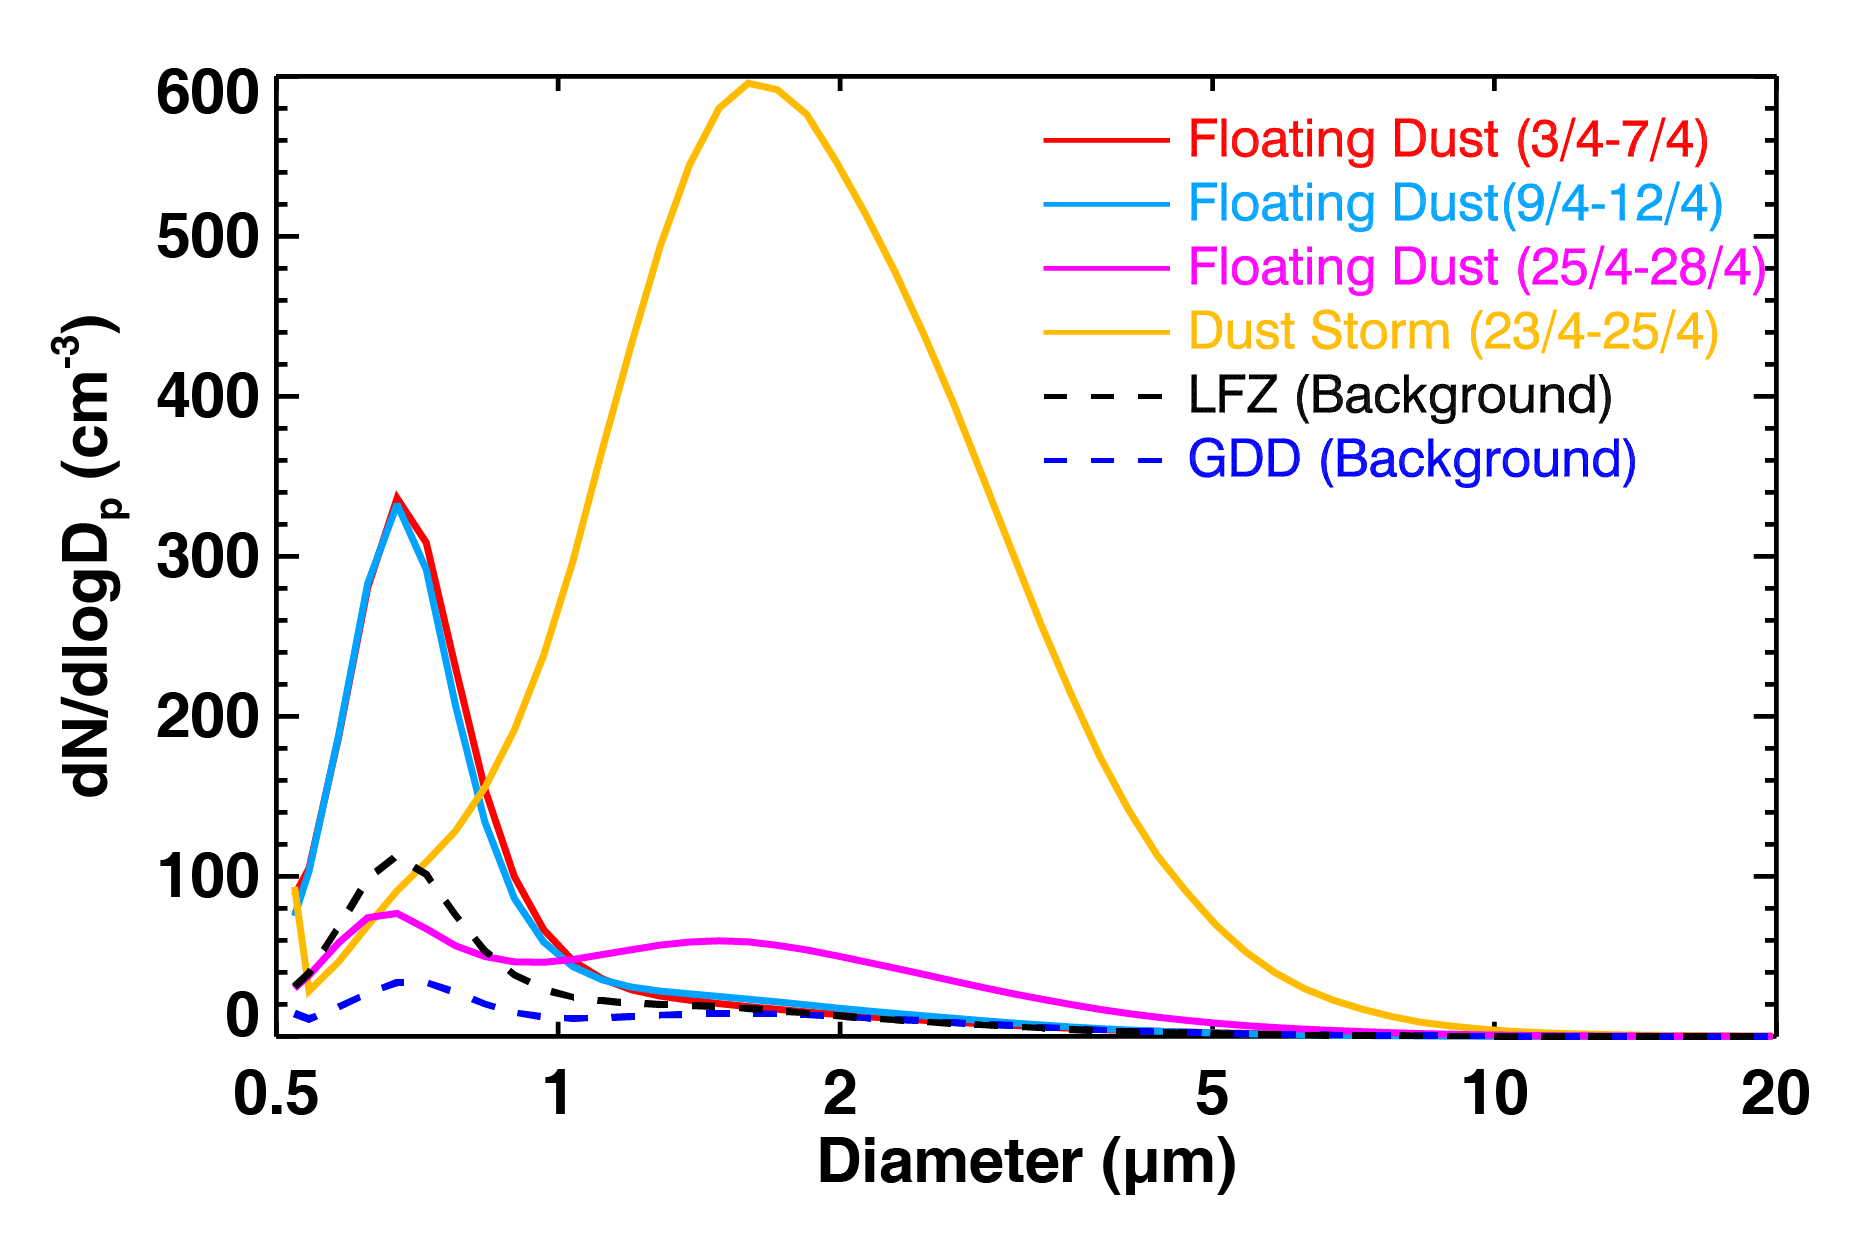 600
500
400
300
200
100
0
dN/dlogDp (cm-3)
Floating Dust (3/4-7/4)
Floating Dust(9/4-12/4)
Floating Dust (25/4-28/4)
Dust Storm (23/4-25/4)
LFZ (Background)
GDD (Background)
0.5 1 2 5 10 20
Diameter (μm)